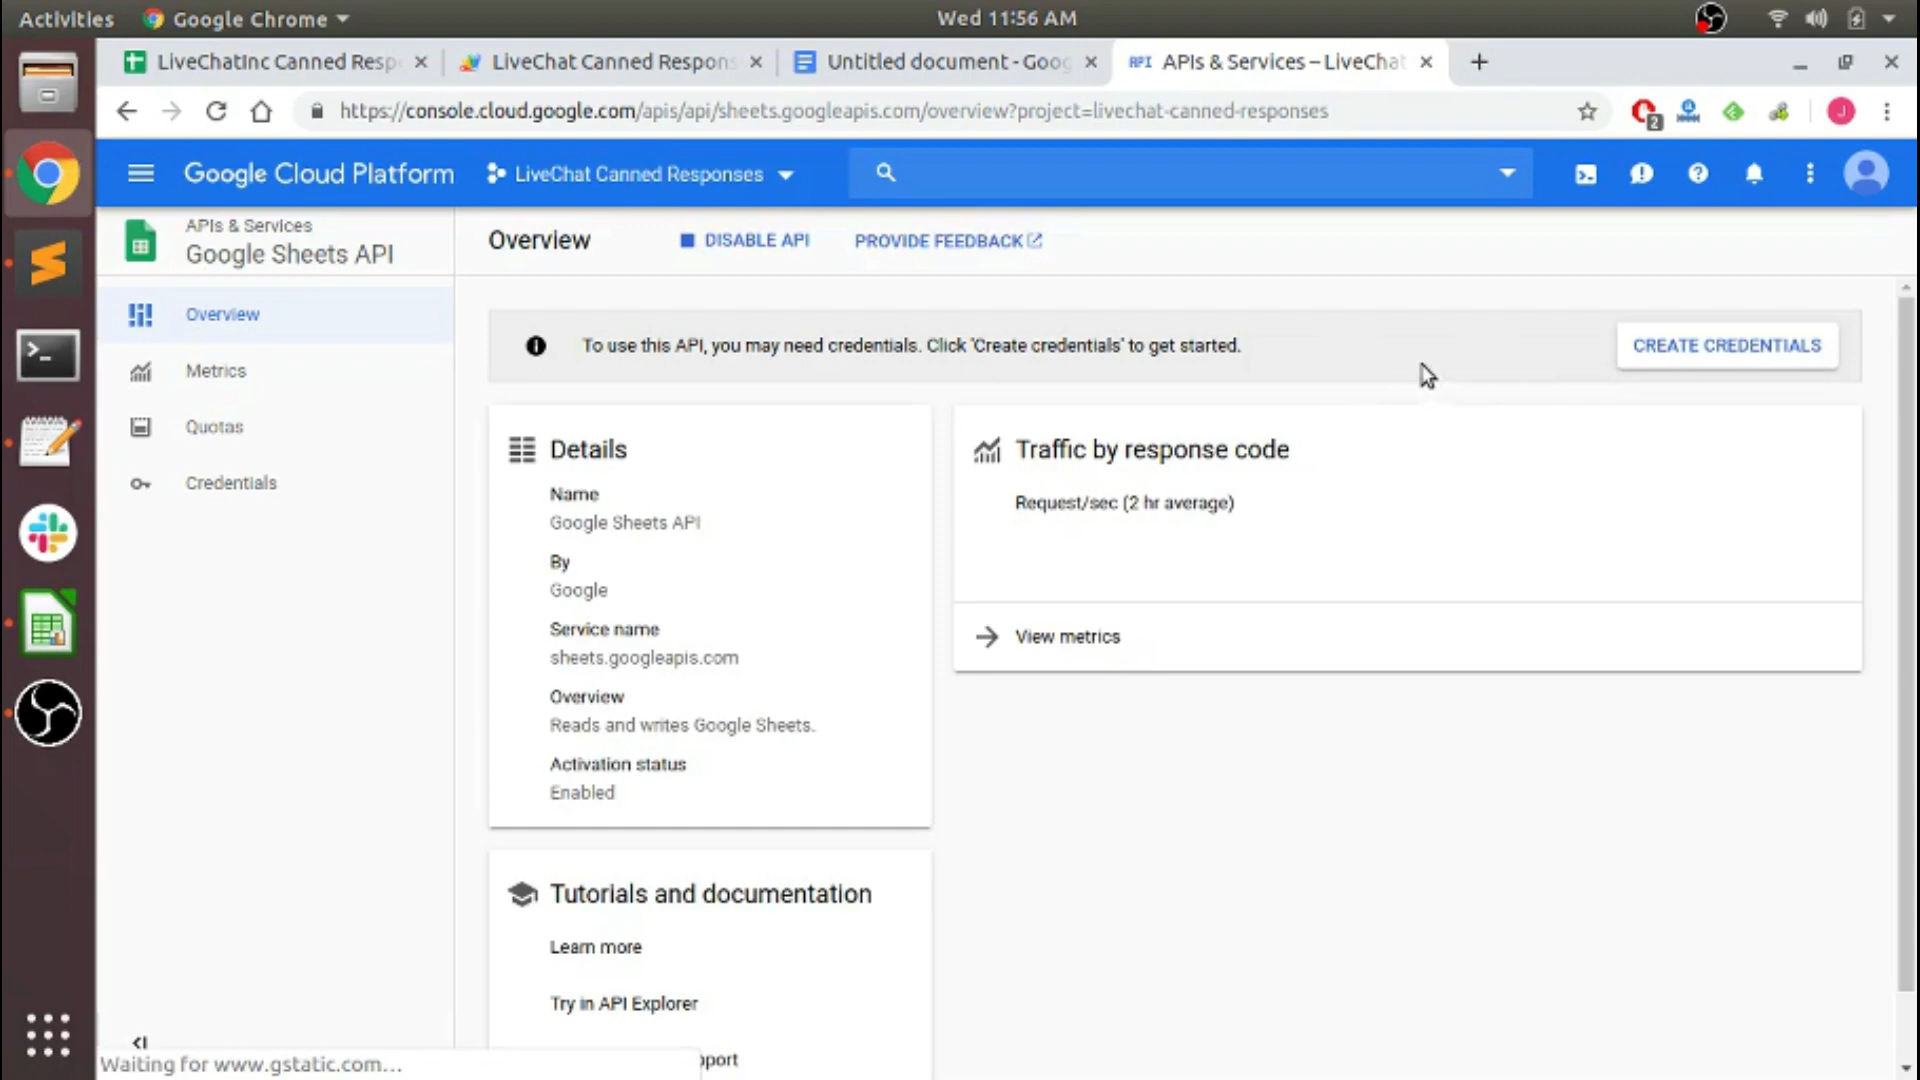 Activities
Google Chrome
Wed 11:56 AM
LiveChatInc Canned Resp
LiveChat Canned Respon
Untitled document - Goog
API APIs & Services – LiveChat
https://console.cloud.google.com/apis/api/sheets.googleapis.com/overview?project=livechat-canned-responses
2
J
Google Cloud Platform
LiveChat Canned Responses
APIs & Services
Google Sheets API
Overview
DISABLE API
PROVIDE FEEDBACK
Overview
Metrics
Quotas
Credentials
To use this API, you may need credentials. Click 'Create credentials' to get started.
CREATE CREDENTIALS
Details
Name
Google Sheets API
By
Google
Service name
sheets.googleapis.com
Overview
Reads and writes Google Sheets.
Activation status
Enabled
Traffic by response code
Request/sec (2 hr average)
View metrics
Tutorials and documentation
Learn more
Try in API Explorer
pport
Waiting for www.gstatic.com...